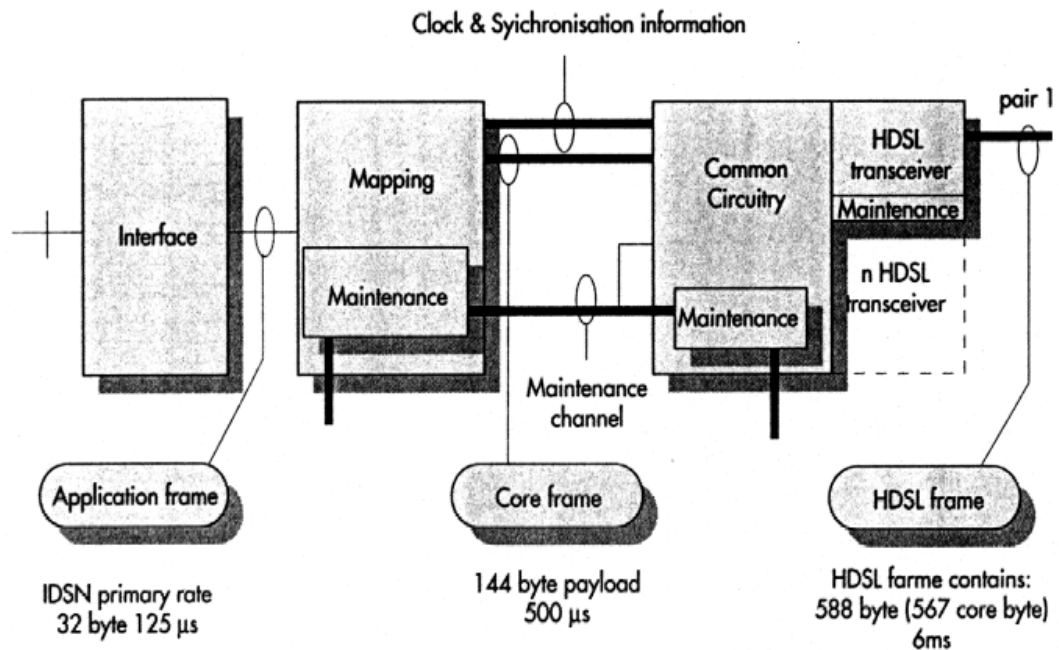 Clock & Syichronisation information
pair 1
HDSL
transceiver
Mapping
Common
Circuitry
Interface
Maintenance
n HDSL
transceiver
Maintenance
Maintenance
Maintenance
channel
Application frame
Core frame
HDSL frame
IDSN primary rate
32 byte 125 μs
144 byte payload
500 μs
HDSL farme contains:
588 byte (567 core byte)
6ms